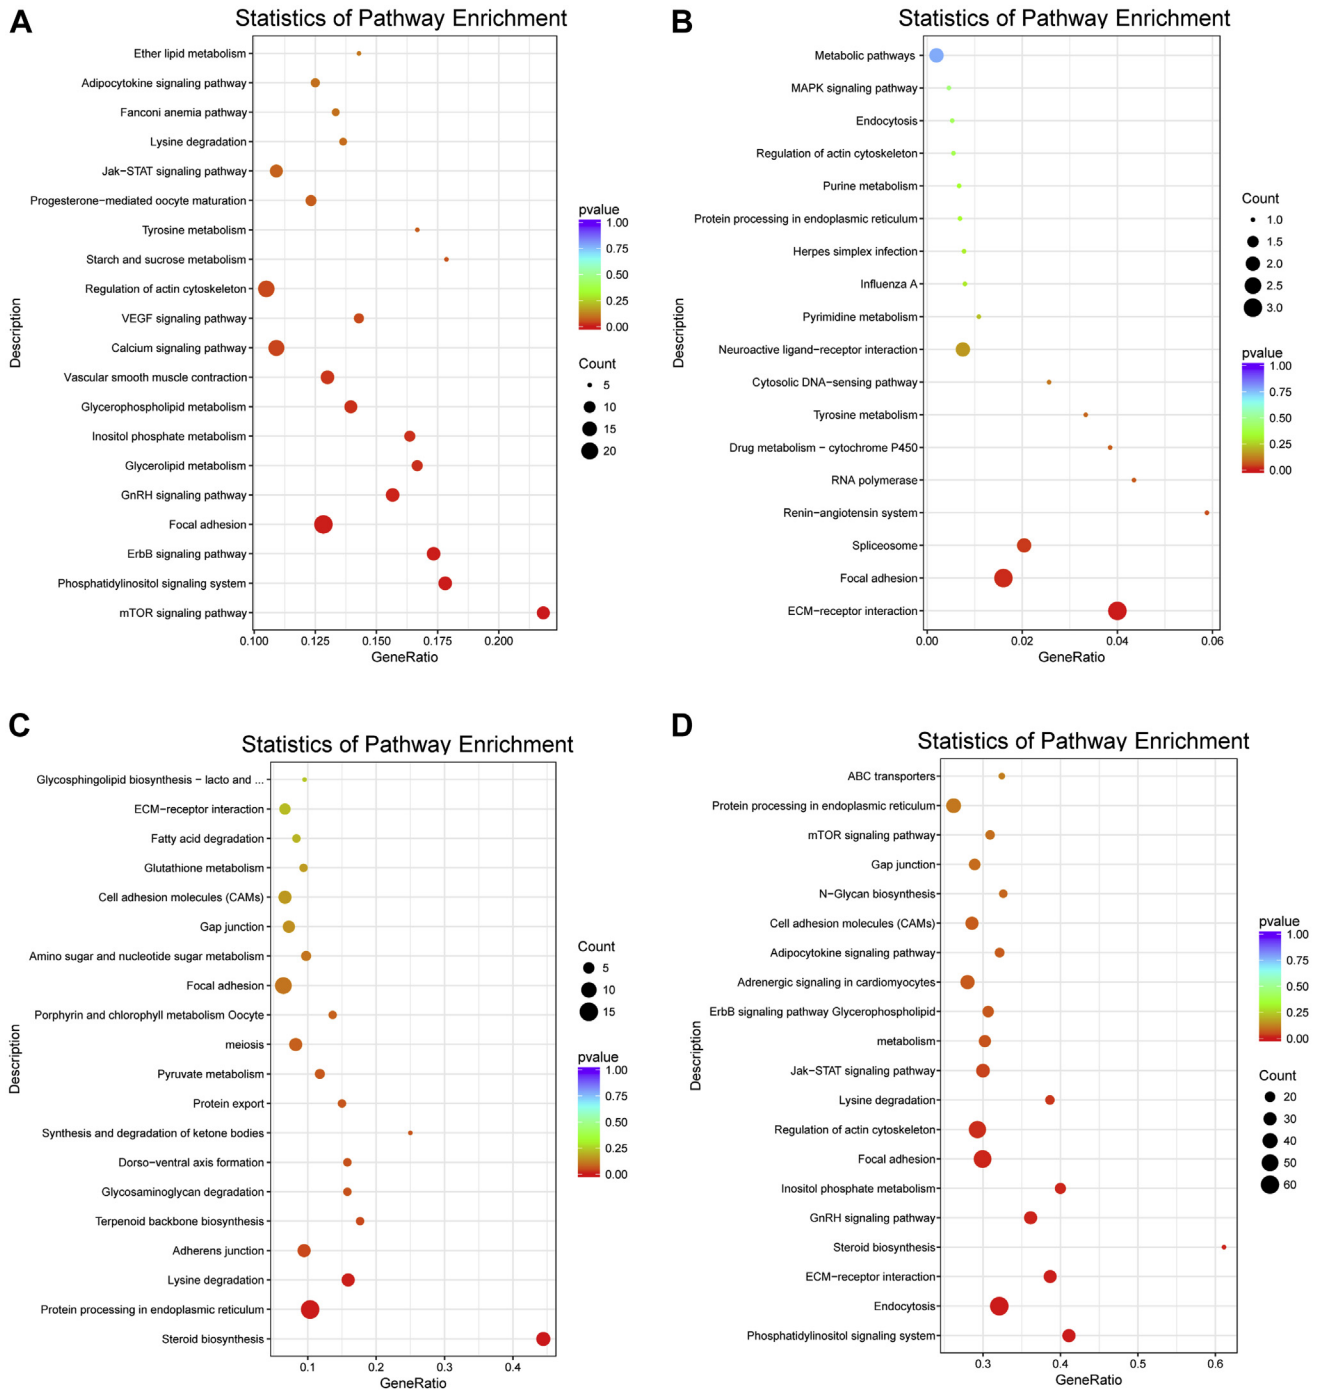 A
Statistics of Pathway Enrichment
Ether lipid metabolism
Adipocytokine signaling pathway
Fanconi anemia pathway
Lysine degradation
Jak−STAT signaling pathway
Progesterone−mediated oocyte maturation
Tyrosine metabolism
Starch and sucrose metabolism
Regulation of actin cytoskeleton
VEGF signaling pathway
Calcium signaling pathway
Vascular smooth muscle contraction
Glycerophospholipid metabolism
Inositol phosphate metabolism
Glycerolipid metabolism
GnRH signaling pathway
Focal adhesion
ErbB signaling pathway
Phosphatidylinositol signaling system
mTOR signaling pathway
Description
0.100 0.125 0.150 0.175 0.200
GeneRatio
pvalue
1.00
0.75
0.50
0.25
0.00
Count
5
10
15
20
B
Statistics of Pathway Enrichment
Metabolic pathways
MAPK signaling pathway
Endocytosis
Regulation of actin cytoskeleton
Purine metabolism
Protein processing in endoplasmic reticulum
Herpes simplex infection
Influenza A
Pyrimidine metabolism
Neuroactive ligand−receptor interaction
Cytosolic DNA−sensing pathway
Tyrosine metabolism
Drug metabolism − cytochrome P450
RNA polymerase
Renin−angiotensin system
Spliceosome
Focal adhesion
ECM−receptor interaction
Description
0.00 0.02 0.04 0.06
GeneRatio
Count
1.0
1.5
2.0
2.5
3.0
pvalue
1.00
0.75
0.50
0.25
0.00
C
Statistics of Pathway Enrichment
Glycosphingolipid biosynthesis − lacto and ...
ECM−receptor interaction
Fatty acid degradation
Glutathione metabolism
Cell adhesion molecules (CAMs)
Gap junction
Amino sugar and nucleotide sugar metabolism
Focal adhesion
Porphyrin and chlorophyll metabolism Oocyte
meiosis
Pyruvate metabolism
Protein export
Synthesis and degradation of ketone bodies
Dorso−ventral axis formation
Glycosaminoglycan degradation
Terpenoid backbone biosynthesis
Adherens junction
Lysine degradation
Protein processing in endoplasmic reticulum
Steroid biosynthesis
Description
0.1 0.2 0.3 0.4
GeneRatio
Count
5
10
15
pvalue
1.00
0.75
0.50
0.25
0.00
D
Statistics of Pathway Enrichment
ABC transporters
Protein processing in endoplasmic reticulum
mTOR signaling pathway
Gap junction
N−Glycan biosynthesis
Cell adhesion molecules (CAMs)
Adipocytokine signaling pathway
Adrenergic signaling in cardiomyocytes
ErbB signaling pathway Glycerophospholipid
metabolism
Jak−STAT signaling pathway
Lysine degradation
Regulation of actin cytoskeleton
Focal adhesion
Inositol phosphate metabolism
GnRH signaling pathway
Steroid biosynthesis
ECM−receptor interaction
Endocytosis
Phosphatidylinositol signaling system
Description
0.3 0.4 0.5 0.6
GeneRatio
pvalue
1.00
0.75
0.50
0.25
0.00
Count
20
30
40
50
60